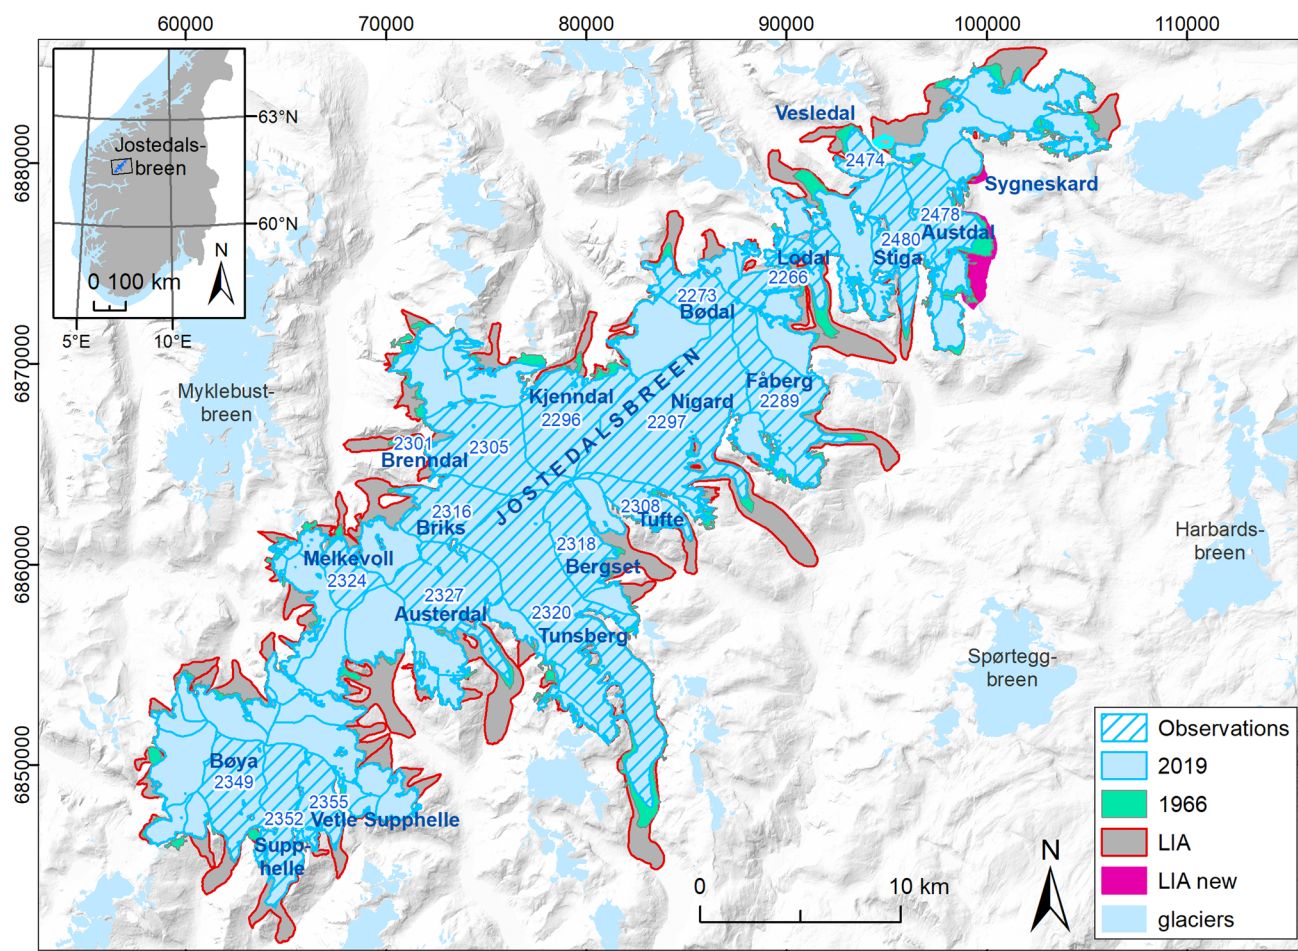 60000
70000
80000
90000
100000
110000
6880000
6870000
6860000
6850000
63°N
60°N
5°E
10°E
Jostedals-
breen
N
0 100 km
Vesledal
2474
Sygneskard
2478
Austdal
2480
Stiga
Lodal
2266
2273
Bødal
Myklebust-
breen
Kjenndal
2296
JOSTEDALSBREEN
Nigard
2297
Fåberg
2289
2301
Brenndal
2305
2316
Briks
2308
Tufte
2318
Bergset
Melkevoll
2324
2327
Austerdal
2320
Tunsberg
Harbards-
breen
Spørtegg-
breen
Bøya
2349
2355
2352
Vetle Supphelle
Supp-
helle
0
10 km
N
Observations
2019
1966
LIA
LIA new
glaciers